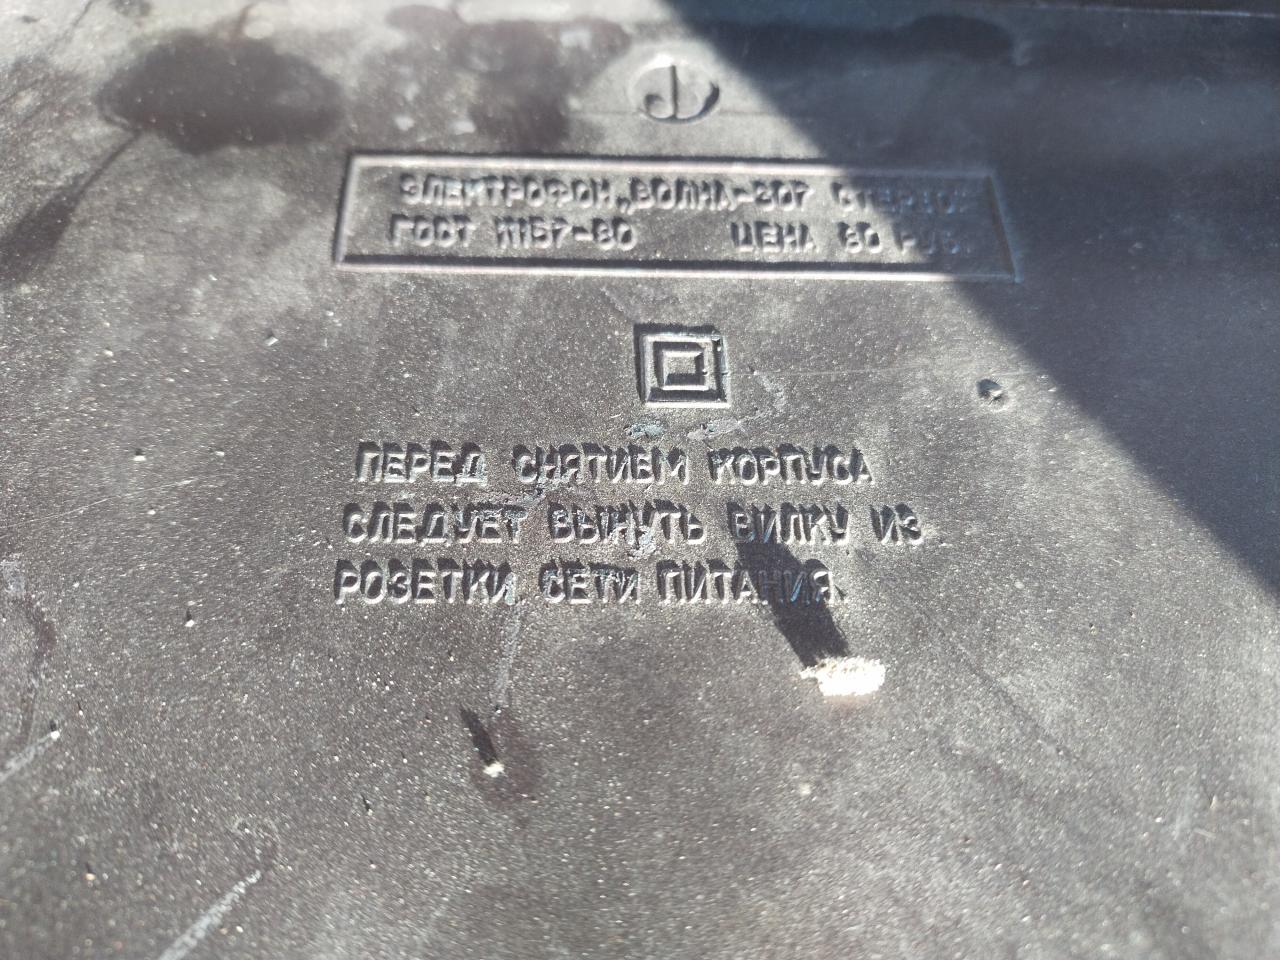 ЭЛЕКТРОФОН „ВОЛНА-307 СТЕРЕО"
ГОСТ 11157-80 ЦЕНА 80 РУБ.
ПЕРЕД СНЯТИЕМ КОРПУСА
СЛЕДУЕТ ВЫНУТЬ ВИЛКУ ИЗ
РОЗЕТКИ СЕТИ ПИТАНИЯ.